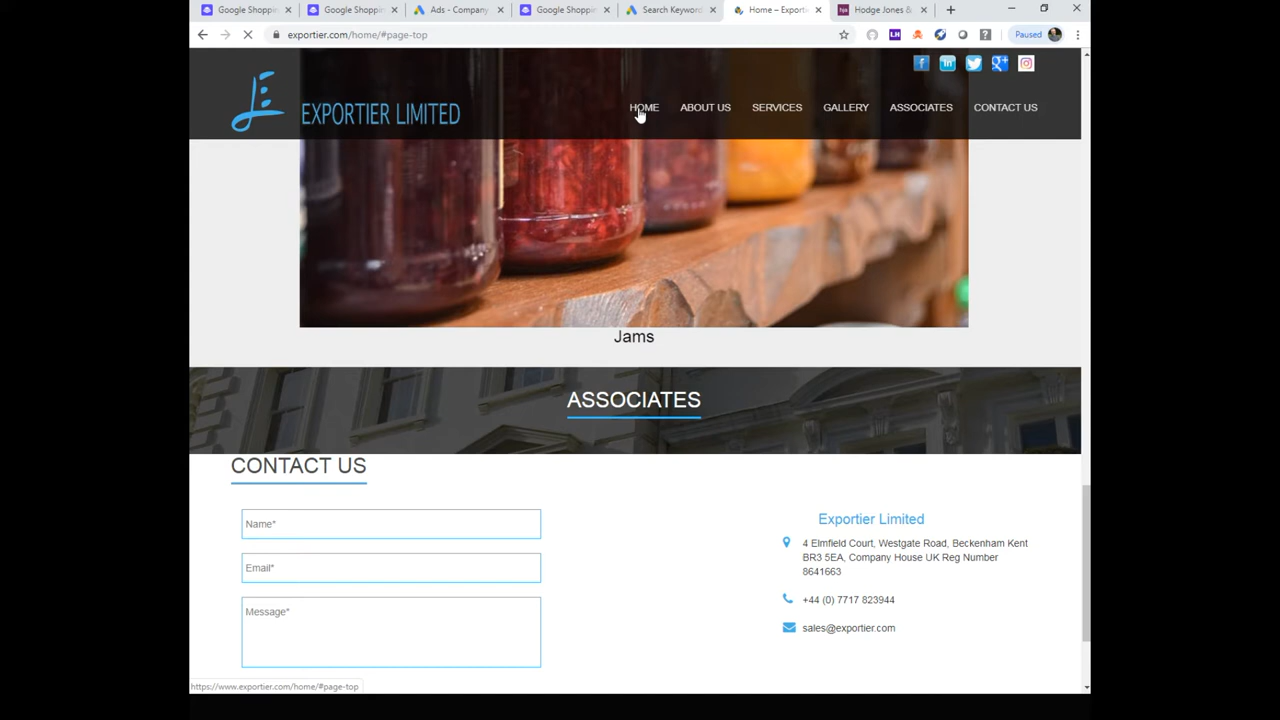 Google Shoppin
Google Shoppin
Ads - Company
Google Shoppin
Search Keyword
Home – Exporti
Hodge Jones &
exportier.com/home/#page-top
LH
Paused
EXPORTIER LIMITED
HOME ABOUT US SERVICES GALLERY ASSOCIATES CONTACT US
Jams
ASSOCIATES
CONTACT US
Name*
Email*
Message*
Exportier Limited
4 Elmfield Court, Westgate Road, Beckenham Kent
BR3 5EA, Company House UK Reg Number
8641663
+44 (0) 7717 823944
sales@exportier.com
https://www.exportier.com/home/#page-top